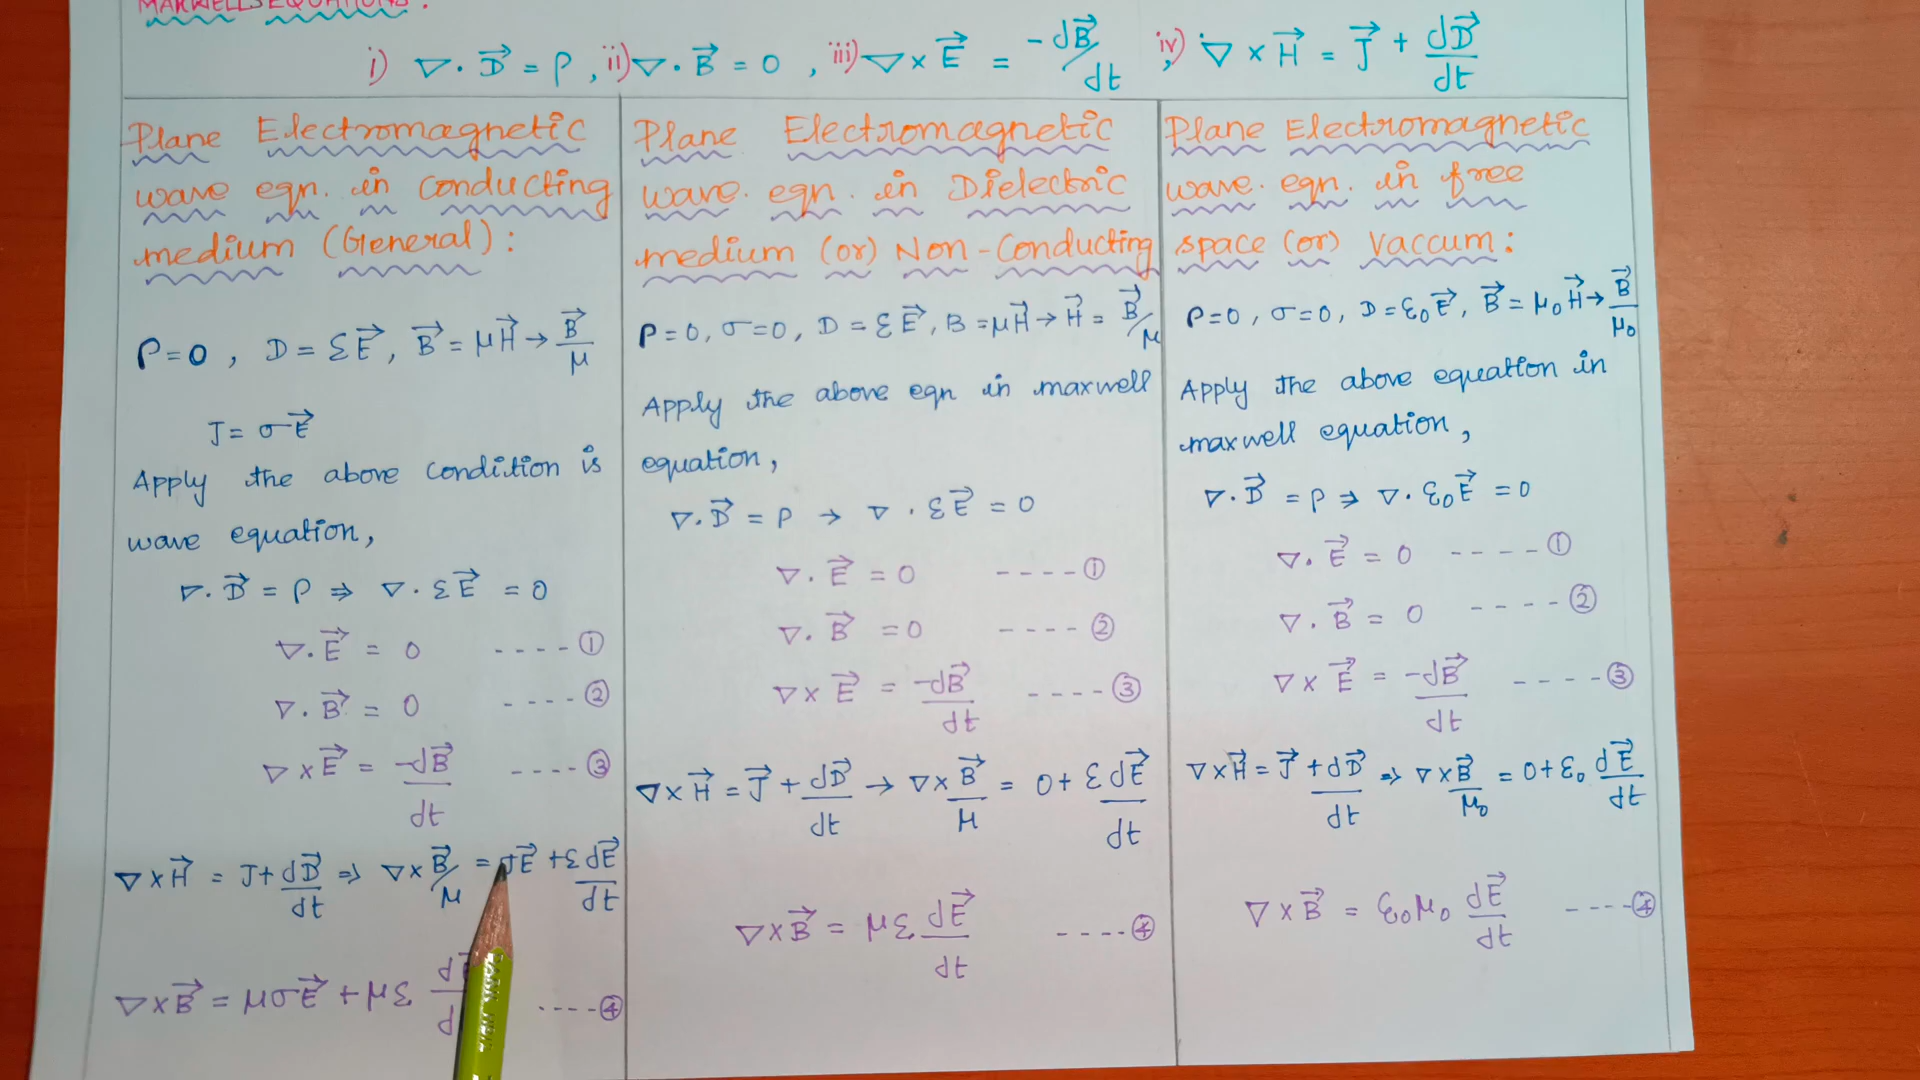 MAXWELLS EQUATIONS :
i) ∇. D⃗ = ρ , ii) ∇. B⃗ = 0 , iii) ∇ × E⃗ = -dB⃗/dt , iv) ∇ × H⃗ = J⃗ + dD⃗/dt
Plane Electromagnetic
wave eqn. in conducting
medium (General) :
ρ = 0 , D = εE⃗ , B⃗ = μH⃗ → B⃗/μ
J = σE⃗
Apply the above condition is
wave equation,
∇. D⃗ = ρ ⇒ ∇. εE⃗ = 0
∇. E⃗ = 0 ---- ①
∇. B⃗ = 0 ---- ②
∇ × E⃗ = -dB⃗/dt ---- ③
∇ × H⃗ = J + dD⃗/dt ⇒ ∇ × B⃗/μ = E⃗ + ε dE⃗/dt
∇ × B⃗ = μσE⃗ + με ---- ④
Plane Electromagnetic
wave. eqn. in Dielectric
medium (or) Non-Conducting
ρ = 0, σ = 0, D = εE⃗, B = μH⃗ → H⃗ = B⃗/μ
Apply the above eqn in maxwell
equation,
∇. D⃗ = ρ → ∇ . εE⃗ = 0
∇. E⃗ = 0 ---- ①
∇. B⃗ = 0 ---- ②
∇ × E⃗ = -dB⃗/dt ---- ③
∇ × H⃗ = J⃗ + dD⃗/dt → ∇ × B⃗/μ = 0 + ε dE⃗/dt
∇ × B⃗ = με dE⃗/dt ---- ④
Plane Electromagnetic
wave. eqn. in free
space (or) vaccum :
ρ = 0 , σ = 0, D = ε₀E⃗, B⃗ = μ₀H⃗ → B⃗/μ₀
Apply the above equation in
maxwell equation,
∇. B⃗ = ρ ⇒ ∇. ε₀E⃗ = 0
∇. E⃗ = 0 ---- ①
∇. B⃗ = 0 ---- ②
∇ × E⃗ = -dB⃗/dt ---- ③
∇ × H⃗ = J⃗ + dD⃗/dt ⇒ ∇ × B⃗/μ₀ = 0 + ε₀ dE⃗/dt
∇ × B⃗ = ε₀μ₀ dE⃗/dt ---- ④